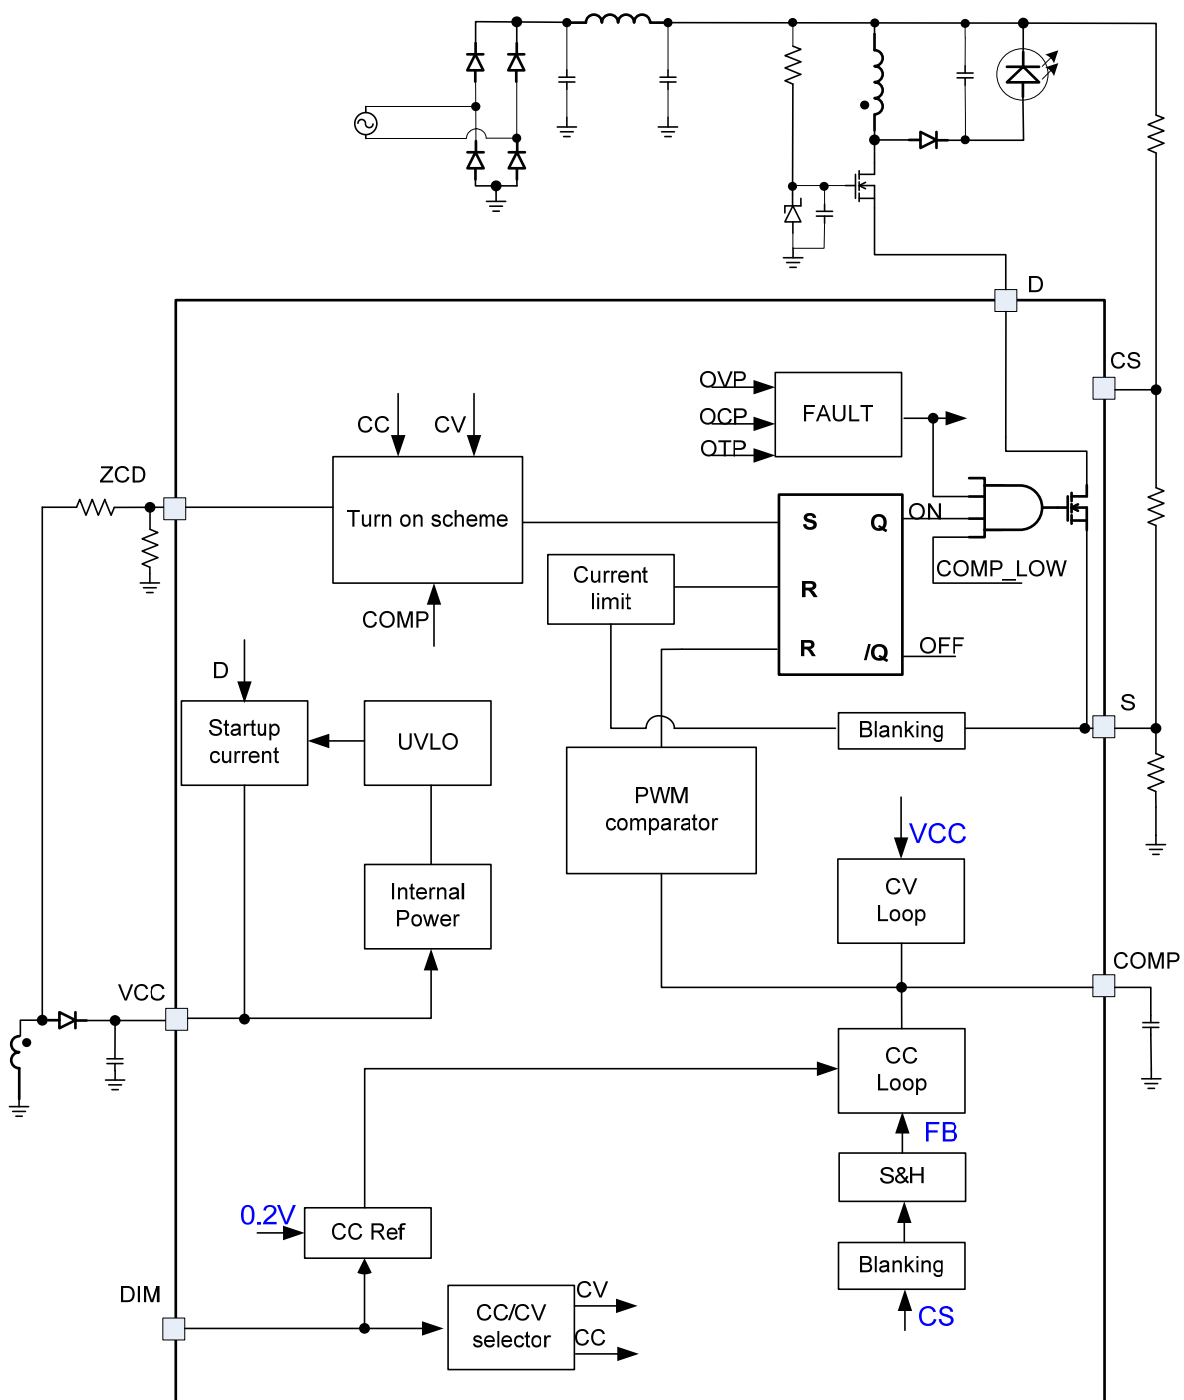 D
CS
OVP
OCP
OTP
FAULT
CC
CV
ZCD
Turn on scheme
S
Q
ON
COMP_LOW
Current
limit
R
COMP
R
/Q
OFF
D
Startup
current
UVLO
Blanking
S
PWM
comparator
VCC
CV
Loop
Internal
Power
COMP
VCC
CC
Loop
FB
S&H
0.2V
CC Ref
Blanking
DIM
CC/CV
selector
CV
CC
CS